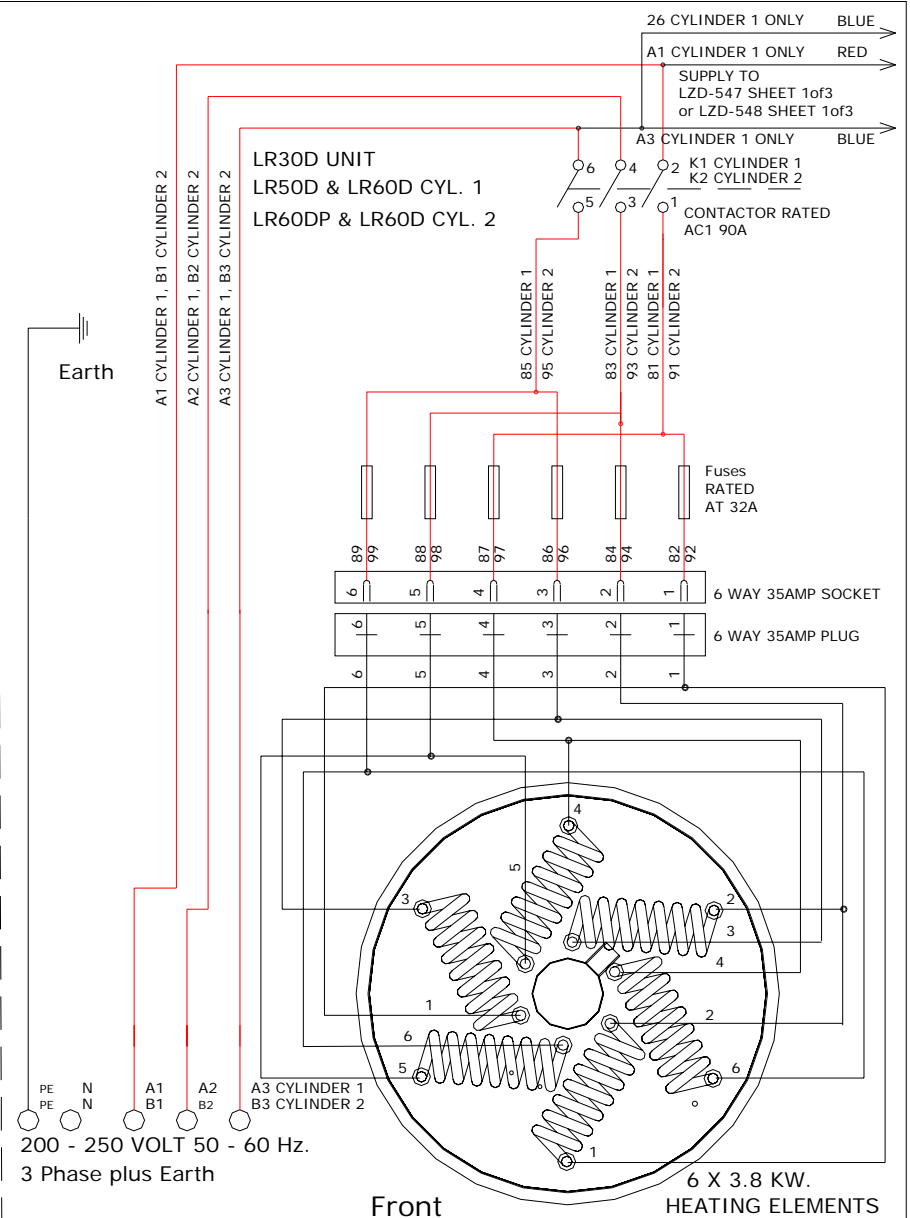 26 CYLINDER 1 ONLY BLUE
A1 CYLINDER 1 ONLY RED
SUPPLY TO
LZD-547 SHEET 1of3
or LZD-548 SHEET 1of3
A3 CYLINDER 1 ONLY BLUE
LR30D UNIT
LR50D & LR60D CYL. 1
LR60DP & LR60D CYL. 2
6 4 2
K1 CYLINDER 1
K2 CYLINDER 2
5 3 1
CONTACTOR RATED
AC1 90A
A1 CYLINDER 1, B1 CYLINDER 2
A2 CYLINDER 1, B2 CYLINDER 2
A3 CYLINDER 1, B3 CYLINDER 2
85 CYLINDER 1
95 CYLINDER 2
83 CYLINDER 1
93 CYLINDER 2
81 CYLINDER 1
91 CYLINDER 2
Earth
Fuses
RATED
AT 32A
89 88 87 86 84 82
99 98 97 96 94 92
6 5 4 3 2 1
6 WAY 35AMP SOCKET
6 5 4 3 2 1
6 WAY 35AMP PLUG
6 5 4 3 2 1
4
5
3
2
3
4
1
2
6
5
6
1
PE N A1 A2 A3 CYLINDER 1
PE N B1 B2 B3 CYLINDER 2
200 - 250 VOLT 50 - 60 Hz.
3 Phase plus Earth
Front
6 X 3.8 KW.
HEATING ELEMENTS